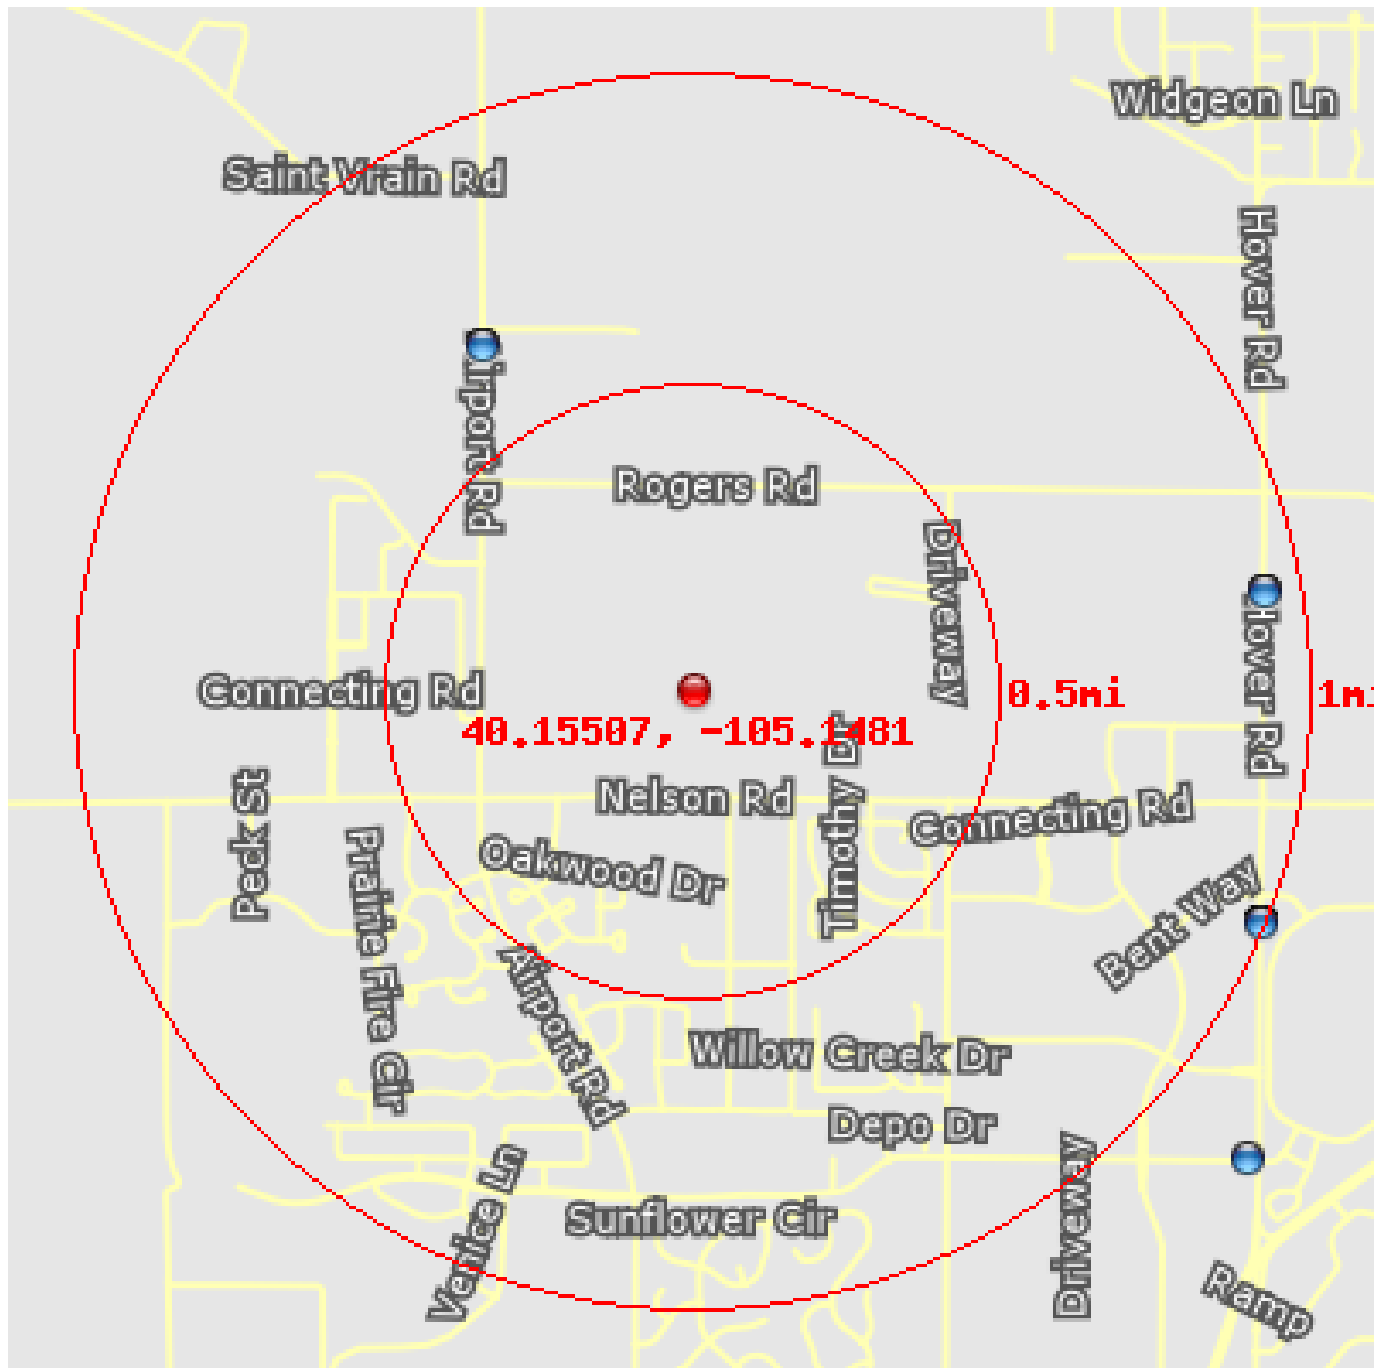 Widgeon Ln
Saint Vrain Rd
Hover Rd
Airport Rd
Rogers Rd
Driveway
Hover Rd
Connecting Rd
0.5mi
1mi
40.15507, -105.1481
Timothy Dr
Nelson Rd
Peck St
Connecting Rd
Oakwood Dr
Prairie Fire Cir
Bent Way
Airport Rd
Willow Creek Dr
Depo Dr
Driveway
Vertice Ln
Sunflower Cir
Ramp